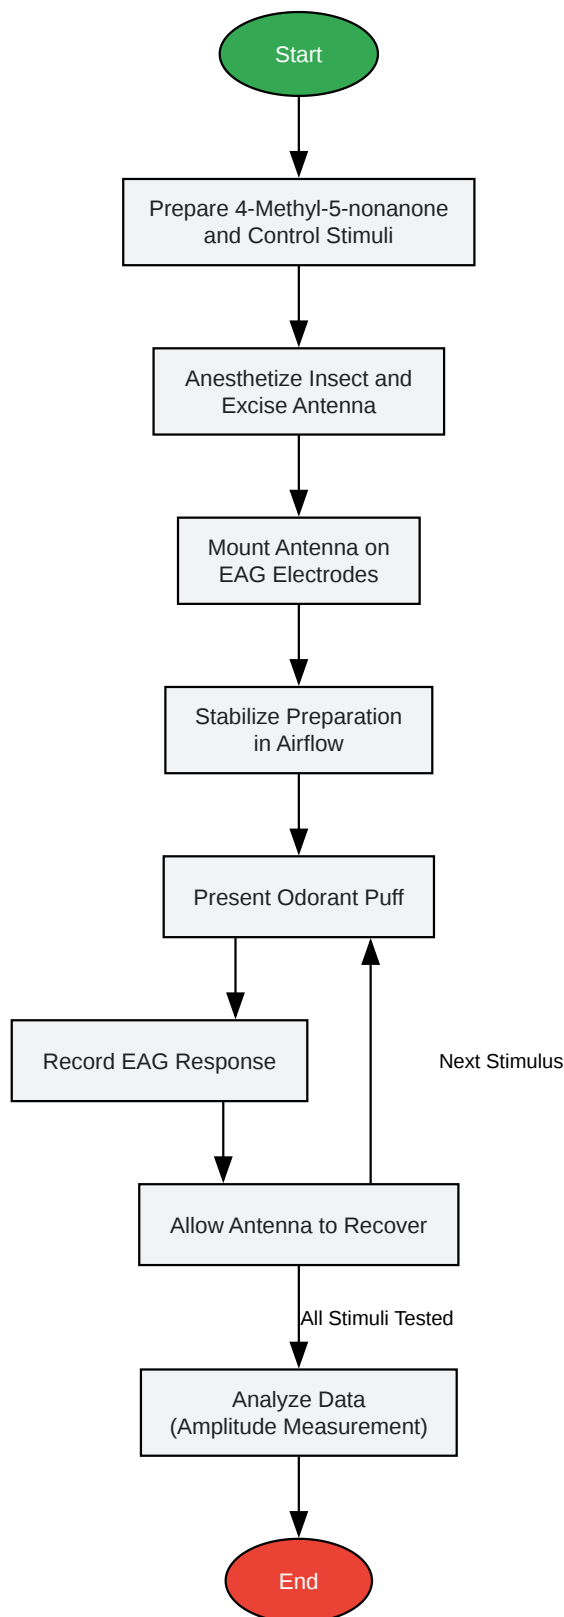 Start
Prepare 4-Methyl-5-nonanone
and Control Stimuli
Anesthetize Insect and
Excise Antenna
Mount Antenna on
EAG Electrodes
Stabilize Preparation
in Airflow
Present Odorant Puff
Record EAG Response
Next Stimulus
Allow Antenna to Recover
All Stimuli Tested
Analyze Data
(Amplitude Measurement)
End